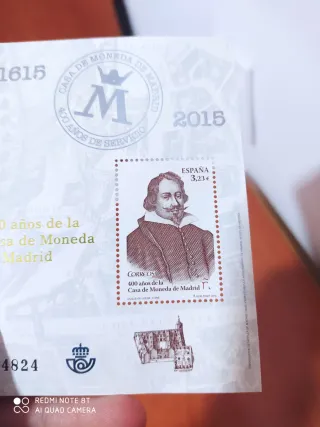 1615
CASA DE MONEDA DE MADRID
400 AÑOS DE SERVICIO
M
2015
ESPAÑA
3,23€
0 años de la
sa de Moneda
Madrid
CORREOS
400 años de la
Casa de Moneda de Madrid
4824
REDMI NOTE 8T
AI QUAD CAMERA